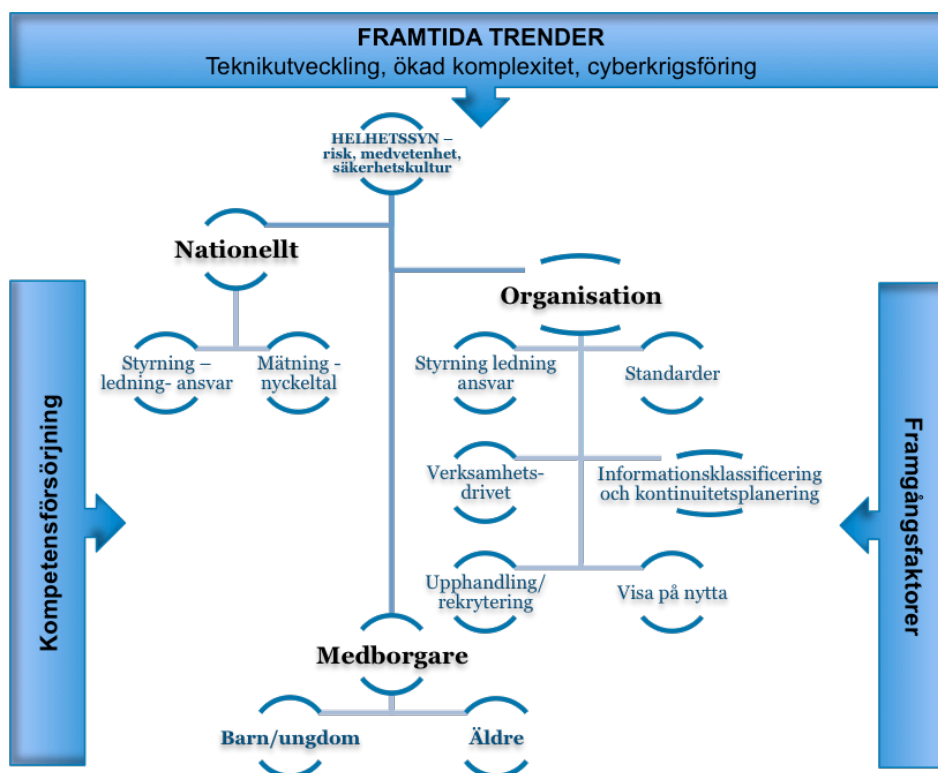 FRAMTIDA TRENDER
Teknikutveckling, ökad komplexitet, cyberkrigsföring
HELHETSSYN –
risk, medvetenhet,
säkerhetskultur
Nationellt
Styrning –
ledning- ansvar
Mätning -
nyckeltal
Organisation
Styrning ledning
ansvar
Standarder
Verksamhets-
drivet
Informationsklassificering
och kontinuitetsplanering
Upphandling/
rekrytering
Visa på nytta
Medborgare
Barn/ungdom
Äldre
Kompetensförsörjning
Framgångsfaktorer